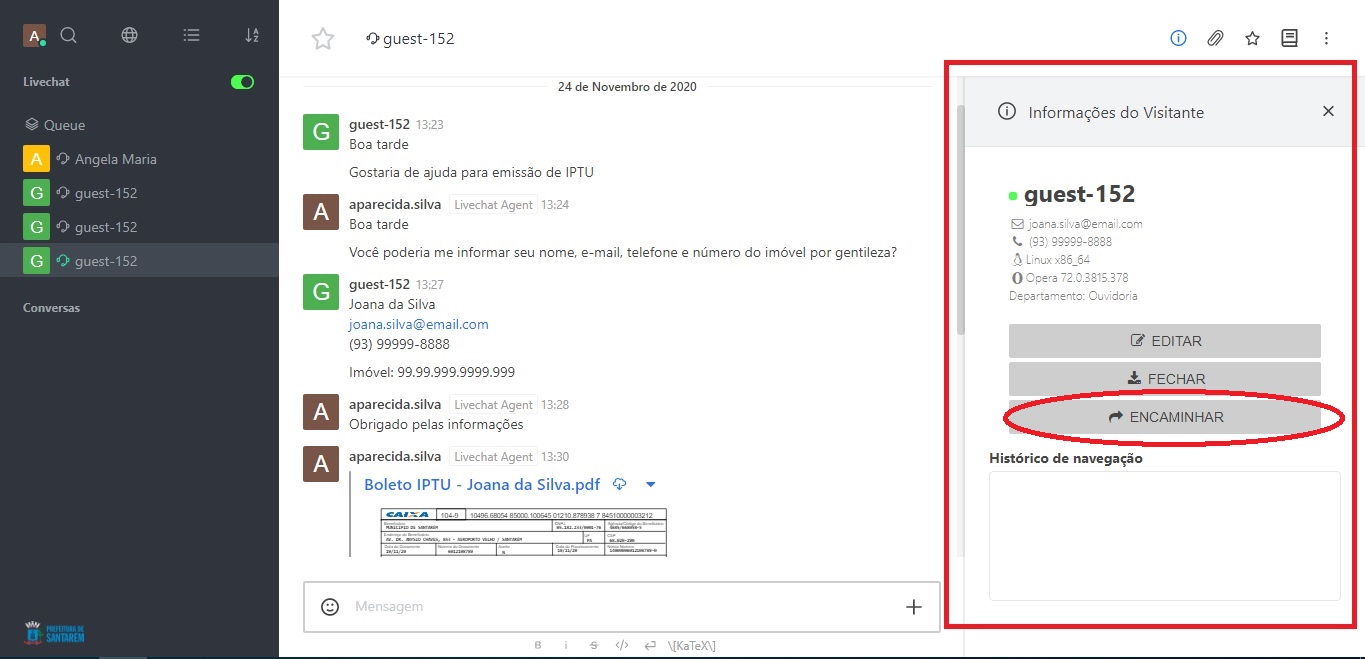 A
Livechat
Queue
A Angela Maria
G guest-152
G guest-152
G guest-152
Conversas
PREFEITURA DE
SANTARÉM
guest-152
24 de Novembro de 2020
G guest-152 13:23
Boa tarde
Gostaria de ajuda para emissão de IPTU
A aparecida.silva Livechat Agent 13:24
Boa tarde
Você poderia me informar seu nome, e-mail, telefone e número do imóvel por gentileza?
G guest-152 13:27
Joana da Silva
joana.silva@email.com
(93) 99999-8888
Imóvel: 99.99.999.9999.999
A aparecida.silva Livechat Agent 13:28
Obrigado pelas informações
A aparecida.silva Livechat Agent 13:30
Boleto IPTU - Joana da Silva.pdf
CAIXA 104-9 10496.68054 85000.100645 01210.878938 7 84510000003212
MUNICIPIO DE SANTARÉM
Mensagem
B i S </> \[KaTeX\]
Informações do Visitante
guest-152
joana.silva@email.com
(93) 99999-8888
Linux x86_64
Opera 72.0.3815.378
Departamento: Ouvidoria
EDITAR
FECHAR
ENCAMINHAR
Histórico de navegação